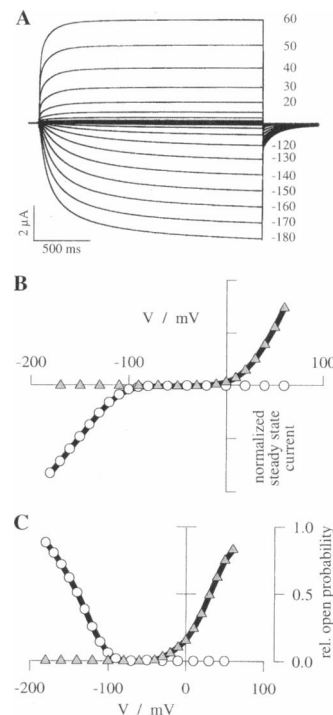 A
60
50
40
30
20
-120
-130
-140
-150
-160
-170
-180
2 μA
500 ms
B
V / mV
-200
-100
100
normalized
steady state
current
C
1.0
0.5
0.0
rel. open probability
-200
-100
0
100
V / mV